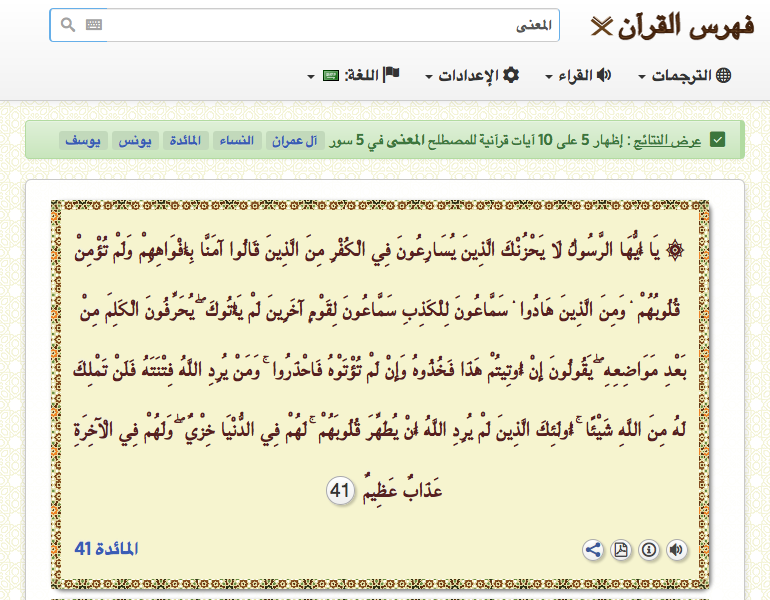 فهرس القرآن
المعنى
الترجمات
القراء
الإعدادات
اللغة:
عرض النتائج : إظهار 5 على 10 آيات قرآنية للمصطلح المعنى في 5 سور آل عمران النساء المائدة يونس يوسف
۞ يَا أَيُّهَا الرَّسُولُ لَا يَحْزُنْكَ الَّذِينَ يُسَارِعُونَ فِي الْكُفْرِ مِنَ الَّذِينَ قَالُوا آمَنَّا بِأَفْوَاهِهِمْ وَلَمْ تُؤْمِنْ
قُلُوبُهُمْ ۛ وَمِنَ الَّذِينَ هَادُوا ۛ سَمَّاعُونَ لِلْكَذِبِ سَمَّاعُونَ لِقَوْمٍ آخَرِينَ لَمْ يَأْتُوكَ ۖ يُحَرِّفُونَ الْكَلِمَ مِنْ
بَعْدِ مَوَاضِعِهِ ۖ يَقُولُونَ إِنْ أُوتِيتُمْ هَذَا فَخُذُوهُ وَإِنْ لَمْ تُؤْتَوْهُ فَاحْذَرُوا ۚ وَمَنْ يُرِدِ اللَّهُ فِتْنَتَهُ فَلَنْ تَمْلِكَ
لَهُ مِنَ اللَّهِ شَيْئًا ۚ أُولَئِكَ الَّذِينَ لَمْ يُرِدِ اللَّهُ أَنْ يُطَهِّرَ قُلُوبَهُمْ ۚ لَهُمْ فِي الدُّنْيَا خِزْيٌ ۖ وَلَهُمْ فِي الْآخِرَةِ
عَذَابٌ عَظِيمٌ 41
المائدة 41